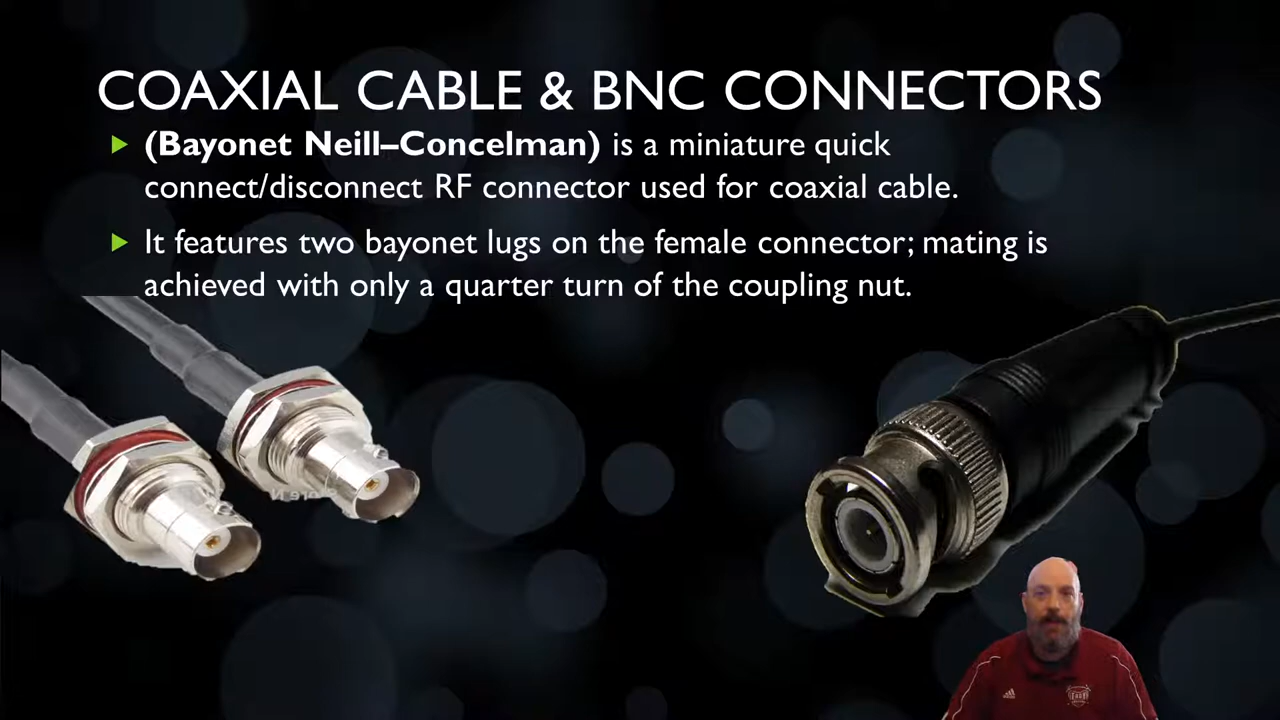 COAXIAL CABLE & BNC CONNECTORS
(Bayonet Neill–Concelman) is a miniature quick
connect/disconnect RF connector used for coaxial cable.
It features two bayonet lugs on the female connector; mating is
achieved with only a quarter turn of the coupling nut.